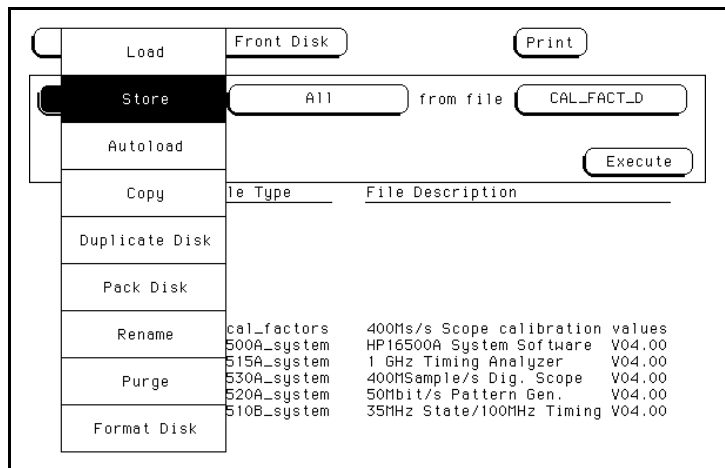 Front Disk
Print
Load
Store
Autoload
Copy
Duplicate Disk
Pack Disk
Rename
Purge
Format Disk
All from file CAL_FACT_D
Execute
le Type File Description
cal_factors 400Ms/s Scope calibration values
500A_system HP16500A System Software V04.00
515A_system 1 GHz Timing Analyzer V04.00
530A_system 400MSample/s Dig. Scope V04.00
520A_system 50Mbit/s Pattern Gen. V04.00
510B_system 35MHz State/100MHz Timing V04.00